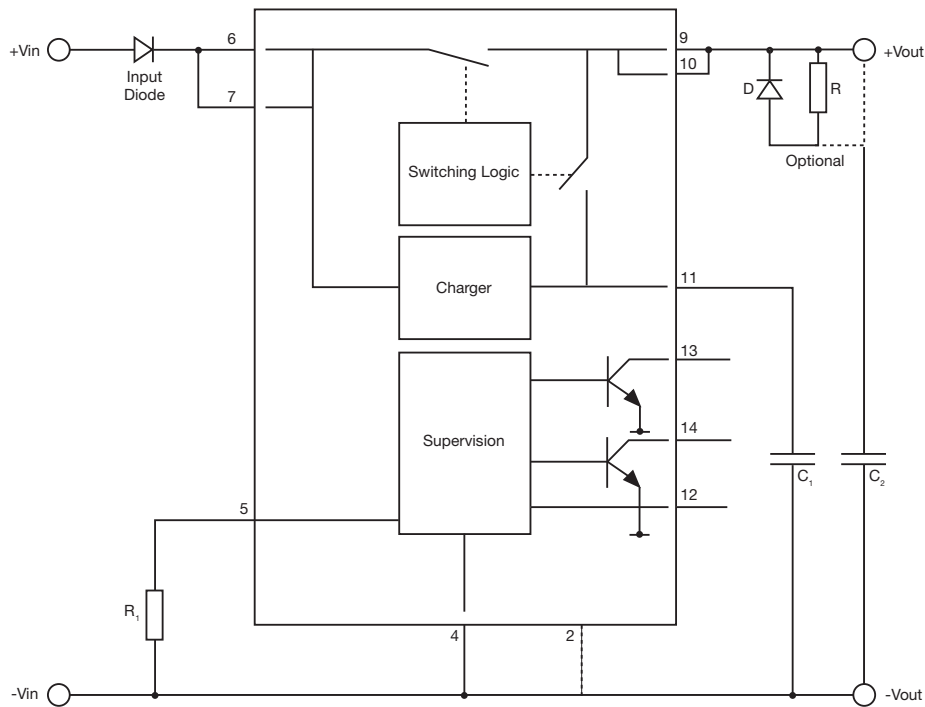 +Vin
Input
Diode
6
7
9
10
+Vout
D
R
Optional
Switching Logic
Charger
11
13
Supervision
14
12
5
R₁
C₁
C₂
4
2
-Vin
-Vout